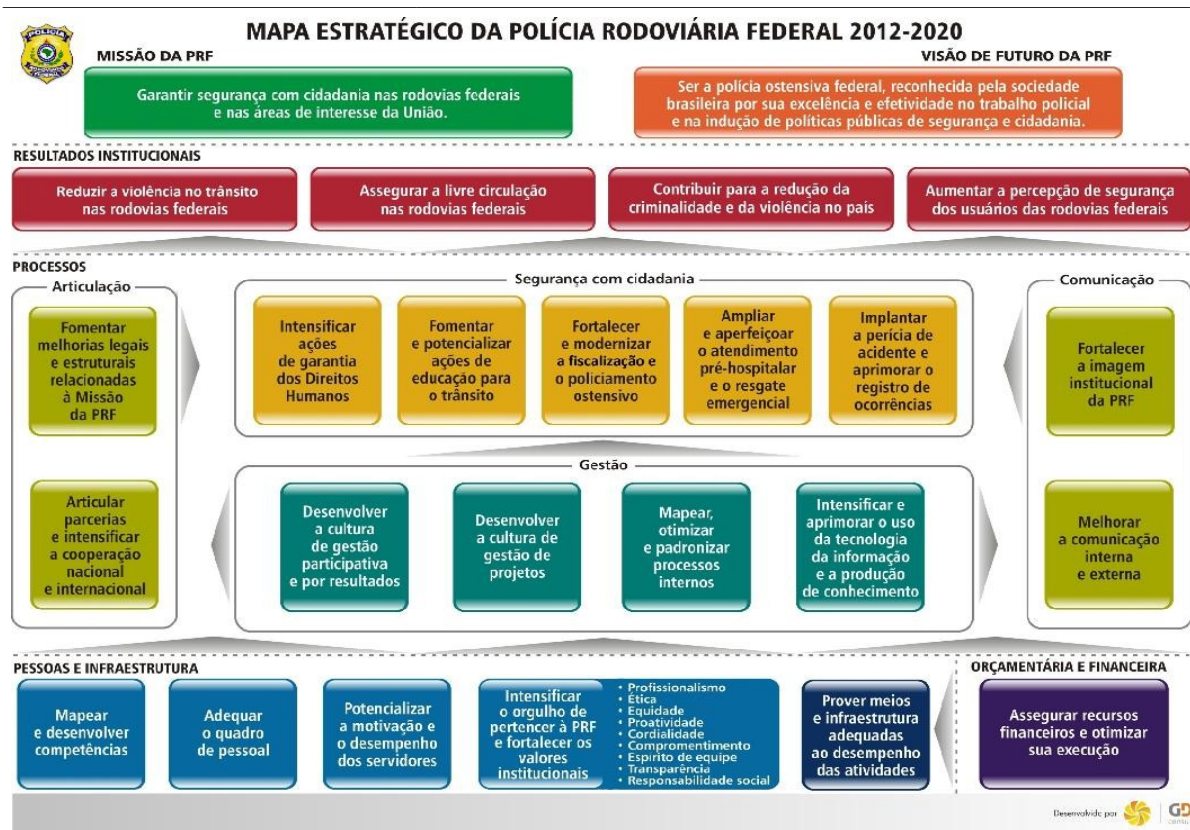 MAPA ESTRATÉGICO DA POLÍCIA RODOVIÁRIA FEDERAL 2012-2020
MISSÃO DA PRF
VISÃO DE FUTURO DA PRF
Garantir segurança com cidadania nas rodovias federais
e nas áreas de interesse da União.
Ser a polícia ostensiva federal, reconhecida pela sociedade
brasileira por sua excelência e efetividade no trabalho policial
e na indução de políticas públicas de segurança e cidadania.
RESULTADOS INSTITUCIONAIS
Reduzir a violência no trânsito
nas rodovias federais
Assegurar a livre circulação
nas rodovias federais
Contribuir para a redução da
criminalidade e da violência no país
Aumentar a percepção de segurança
dos usuários das rodovias federais
PROCESSOS
Articulação
Fomentar
melhorias legais
e estruturais
relacionadas
à Missão
da PRF
Articular
parcerias
e intensificar
a cooperação
nacional
e internacional
Segurança com cidadania
Intensificar
ações
de garantia
dos Direitos
Humanos
Fomentar
e potencializar
ações de
educação para
o trânsito
Fortalecer
e modernizar
a fiscalização e
o policiamento
ostensivo
Ampliar
e aperfeiçoar
o atendimento
pré-hospitalar
e o resgate
emergencial
Implantar
a perícia de
acidente e
aprimorar o
registro de
ocorrências
Gestão
Desenvolver
a cultura
de gestão
participativa
e por resultados
Desenvolver
a cultura de
gestão de
projetos
Mapear,
otimizar
e padronizar
processos
internos
Intensificar e
aprimorar o uso
da tecnologia
da informação
e a produção
de conhecimento
Comunicação
Fortalecer
a imagem
institucional
da PRF
Melhorar
a comunicação
interna
e externa
PESSOAS E INFRAESTRUTURA
Mapear
e desenvolver
competências
Adequar
o quadro
de pessoal
Potencializar
a motivação e
o desempenho
dos servidores
Intensificar
o orgulho de
pertencer à PRF
e fortalecer os
valores
institucionais
• Profissionalismo
• Ética
• Equidade
• Proatividade
• Cordialidade
• Comprometimento
• Espírito de equipe
• Transparência
• Responsabilidade social
Prover meios
e infraestrutura
adequadas
ao desempenho
das atividades
ORÇAMENTÁRIA E FINANCEIRA
Assegurar recursos
financeiros e otimizar
sua execução
Desenvolvido por